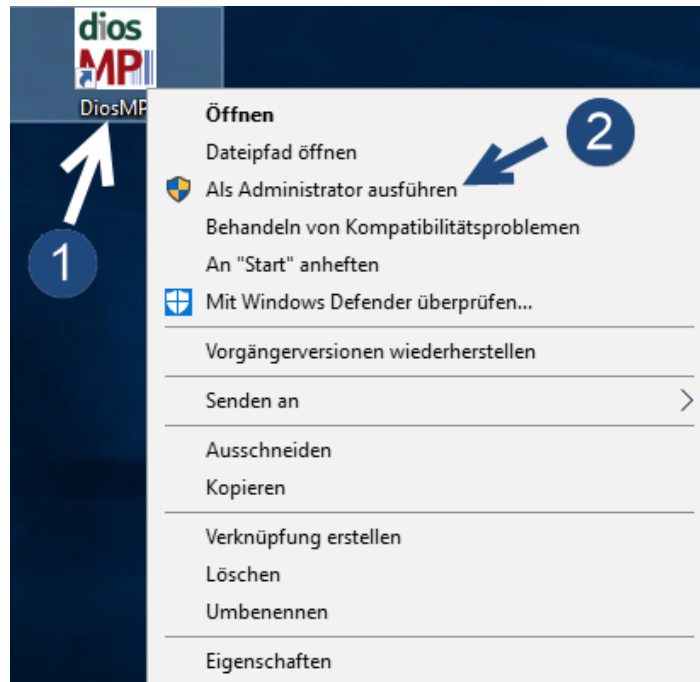 dios
MP
DiosMP
Öffnen
2
Dateipfad öffnen
Als Administrator ausführen
1
Behandeln von Kompatibilitätsproblemen
An "Start" anheften
Mit Windows Defender überprüfen...
Vorgängerversionen wiederherstellen
Senden an
Ausschneiden
Kopieren
Verknüpfung erstellen
Löschen
Umbenennen
Eigenschaften